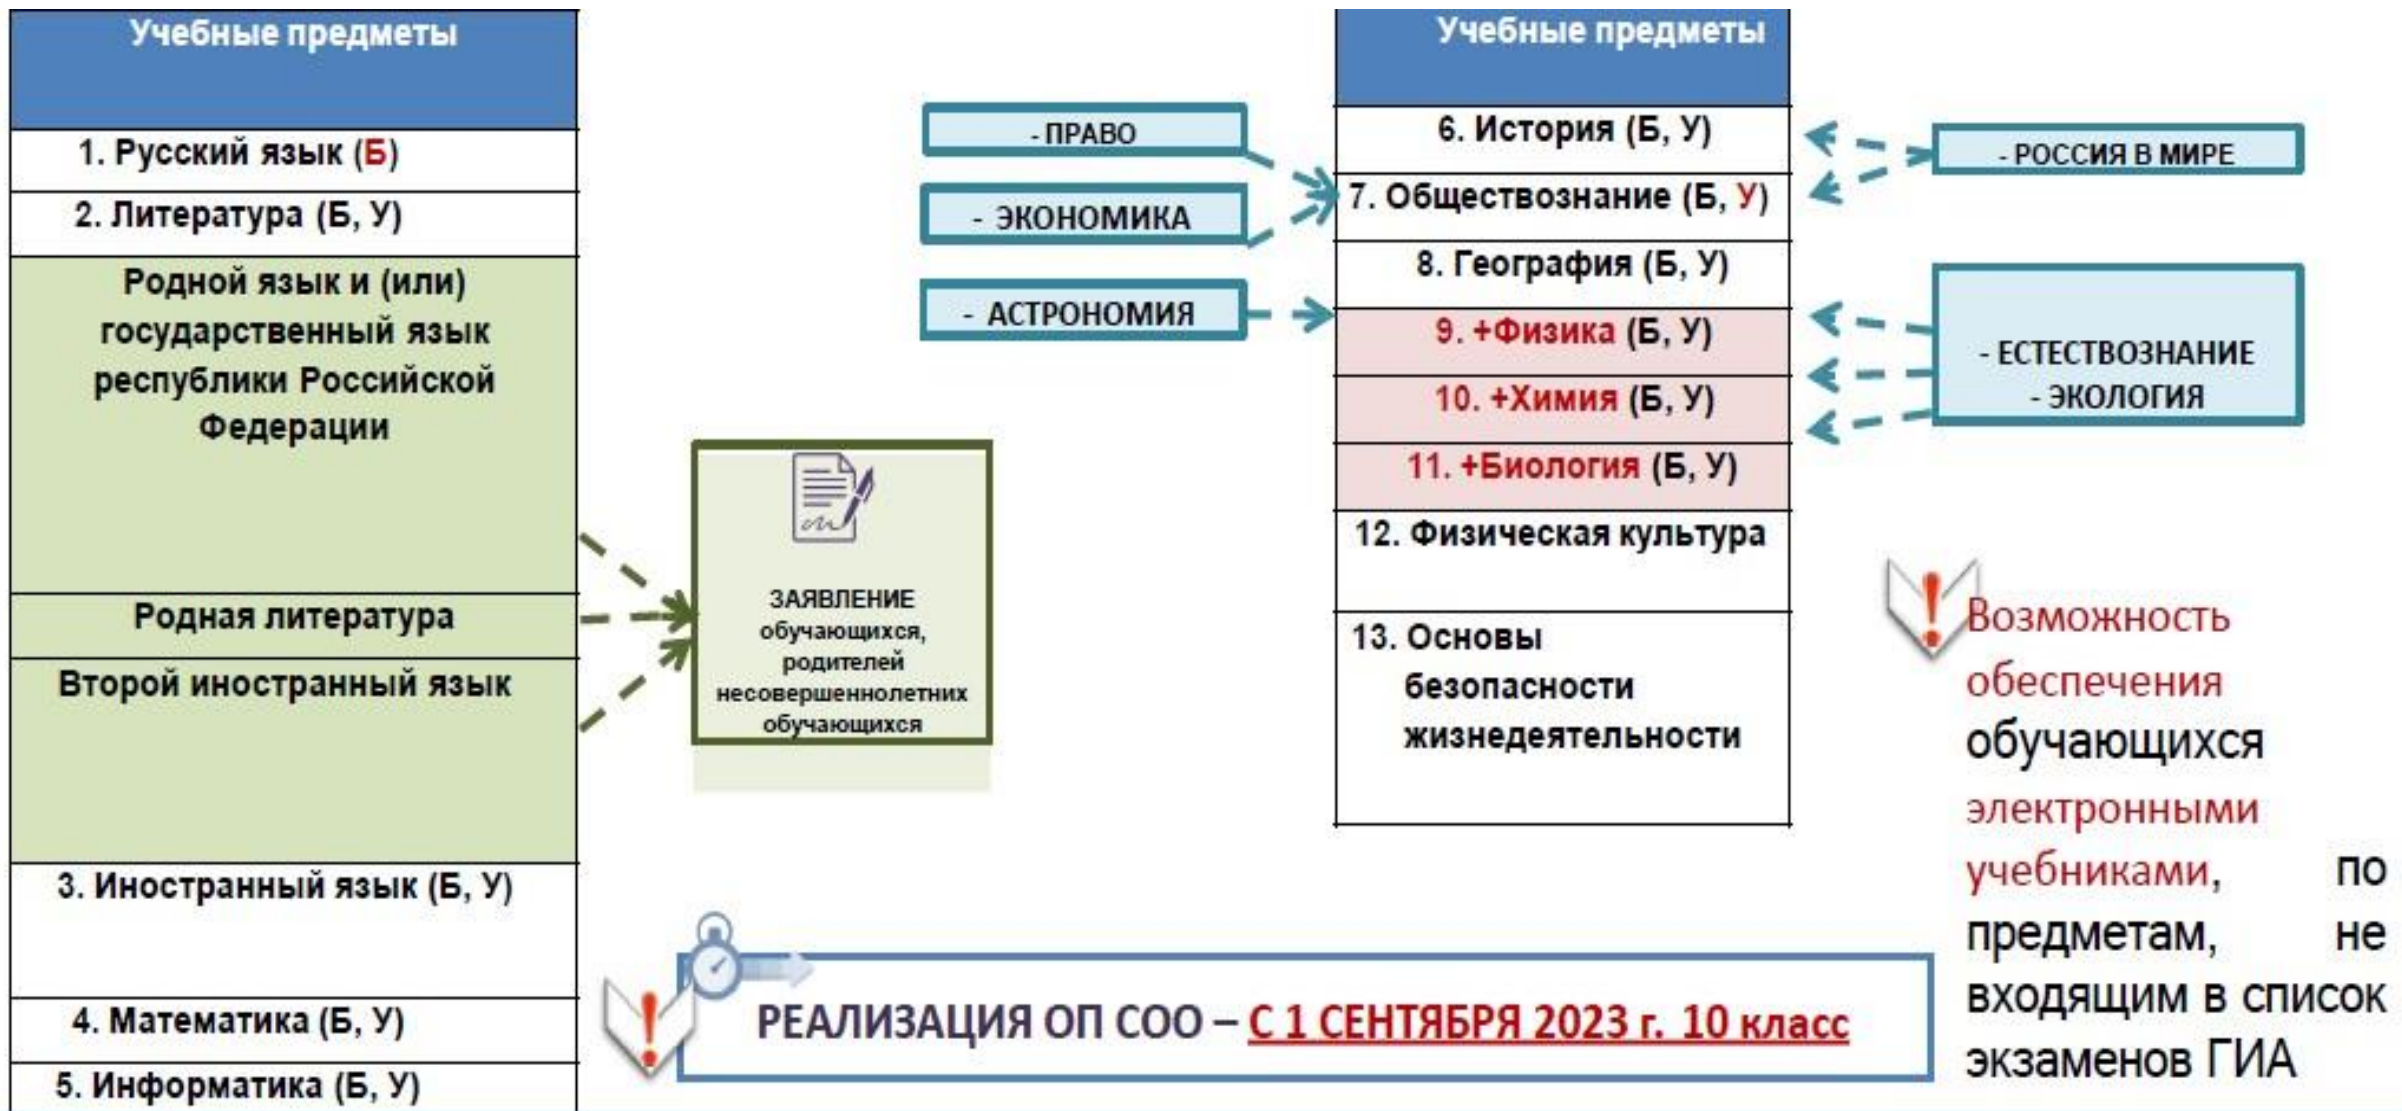 Учебные предметы
1. Русский язык (Б)
2. Литература (Б, У)
Родной язык и (или)
государственный язык
республики Российской
Федерации
Родная литература
Второй иностранный язык
3. Иностранный язык (Б, У)
4. Математика (Б, У)
5. Информатика (Б, У)
ЗАЯВЛЕНИЕ
обучающихся,
родителей
несовершеннолетних
обучающихся
- ПРАВО
- ЭКОНОМИКА
- АСТРОНОМИЯ
Учебные предметы
6. История (Б, У)
7. Обществознание (Б, У)
8. География (Б, У)
9. +Физика (Б, У)
10. +Химия (Б, У)
11. +Биология (Б, У)
12. Физическая культура
13. Основы
безопасности
жизнедеятельности
- РОССИЯ В МИРЕ
- ЕСТЕСТВОЗНАНИЕ
- ЭКОЛОГИЯ
Возможность
обеспечения
обучающихся
электронными
учебниками, по
предметам, не
входящим в список
экзаменов ГИА
РЕАЛИЗАЦИЯ ОП СОО – С 1 СЕНТЯБРЯ 2023 г. 10 класс